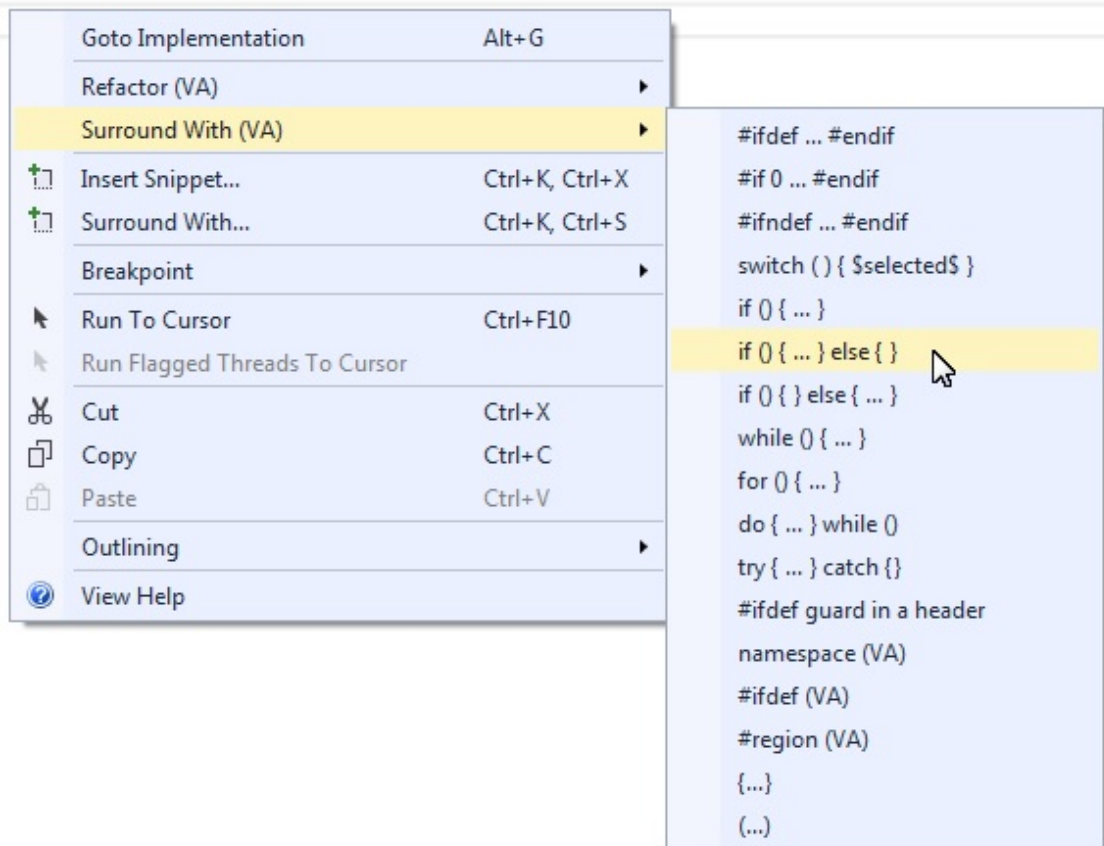 Goto Implementation Alt+G
Refactor (VA)
Surround With (VA)
Insert Snippet... Ctrl+K, Ctrl+X
Surround With... Ctrl+K, Ctrl+S
Breakpoint
Run To Cursor Ctrl+F10
Run Flagged Threads To Cursor
Cut Ctrl+X
Copy Ctrl+C
Paste Ctrl+V
Outlining
View Help
#ifdef ... #endif
#if 0 ... #endif
#ifndef ... #endif
switch ( ) { $selected$ }
if () { ... }
if () { ... } else { }
if () { } else { ... }
while () { ... }
for () { ... }
do { ... } while ()
try { ... } catch {}
#ifdef guard in a header
namespace (VA)
#ifdef (VA)
#region (VA)
{...}
(...)